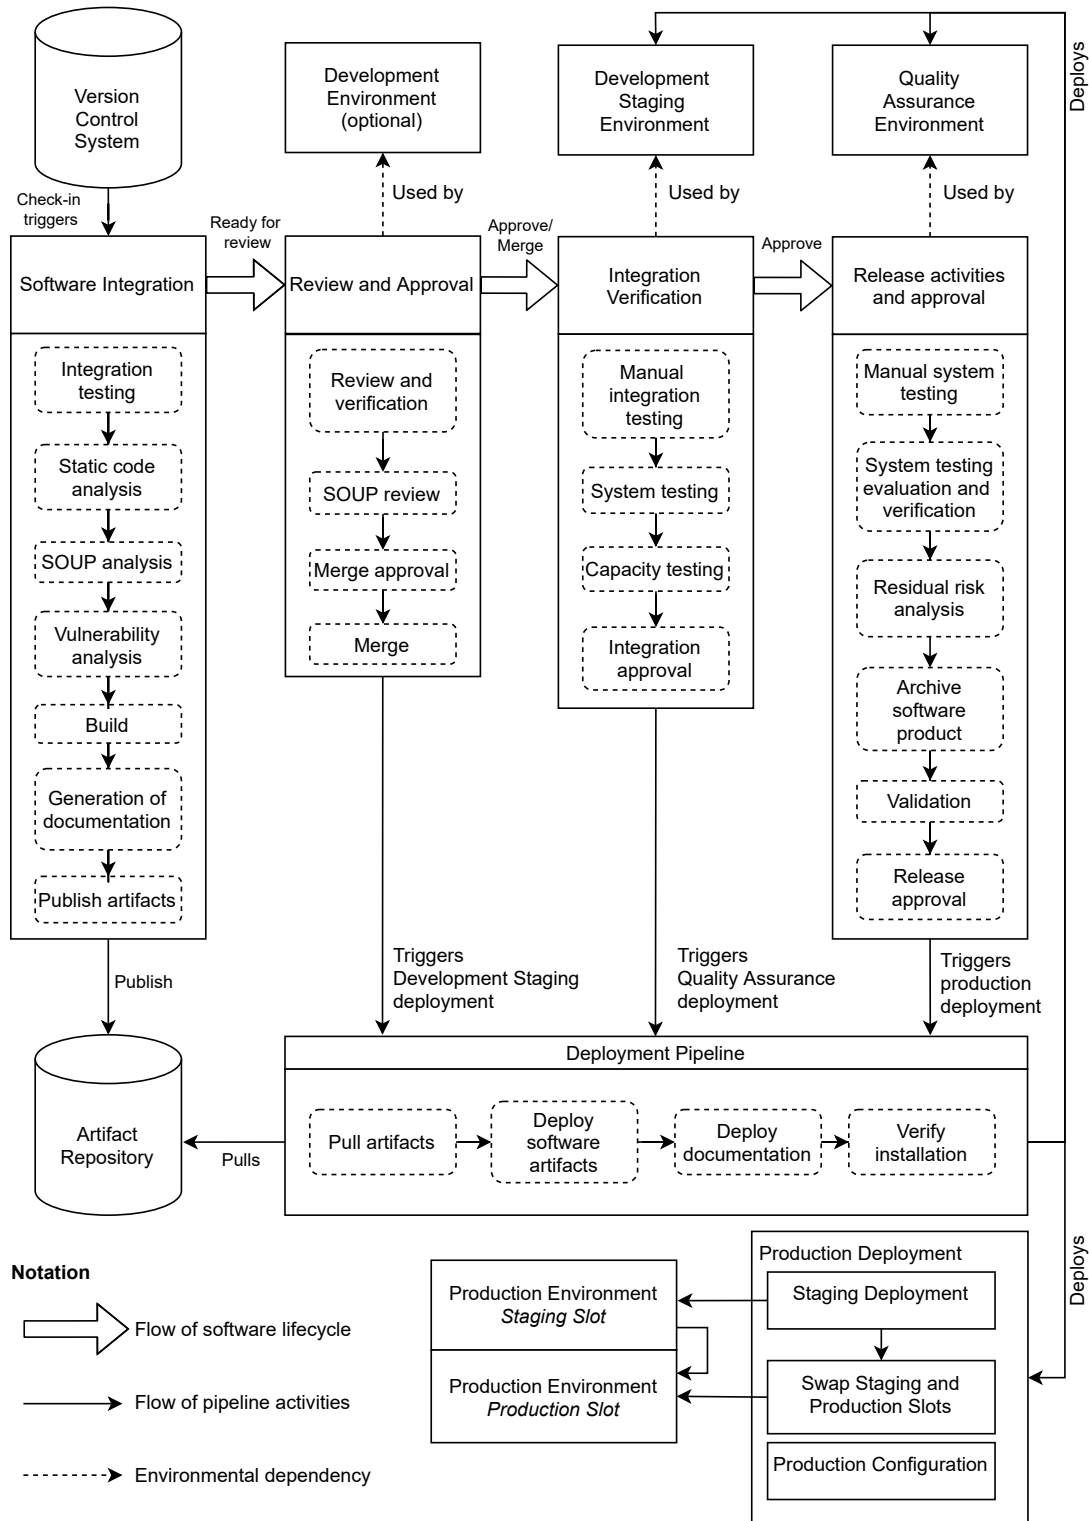 Version
Control
System
Development
Environment
(optional)
Development
Staging
Environment
Quality
Assurance
Environment
Deploys
Check-in
triggers
Used by
Used by
Used by
Ready for
review
Approve/
Merge
Approve
Software Integration
Review and Approval
Integration
Verification
Release activities
and approval
Integration
testing
Static code
analysis
SOUP analysis
Vulnerability
analysis
Build
Generation of
documentation
Publish artifacts
Review and
verification
SOUP review
Merge approval
Merge
Manual
integration
testing
System testing
Capacity testing
Integration
approval
Manual system
testing
System testing
evaluation and
verification
Residual risk
analysis
Archive
software
product
Validation
Release
approval
Publish
Triggers
Development Staging
deployment
Triggers
Quality Assurance
deployment
Triggers
production
deployment
Artifact
Repository
Pulls
Deployment Pipeline
Pull artifacts
Deploy
software
artifacts
Deploy
documentation
Verify
installation
Deploys
Notation
Flow of software lifecycle
Flow of pipeline activities
Environmental dependency
Production Environment
Staging Slot
Production Environment
Production Slot
Production Deployment
Staging Deployment
Swap Staging and
Production Slots
Production Configuration